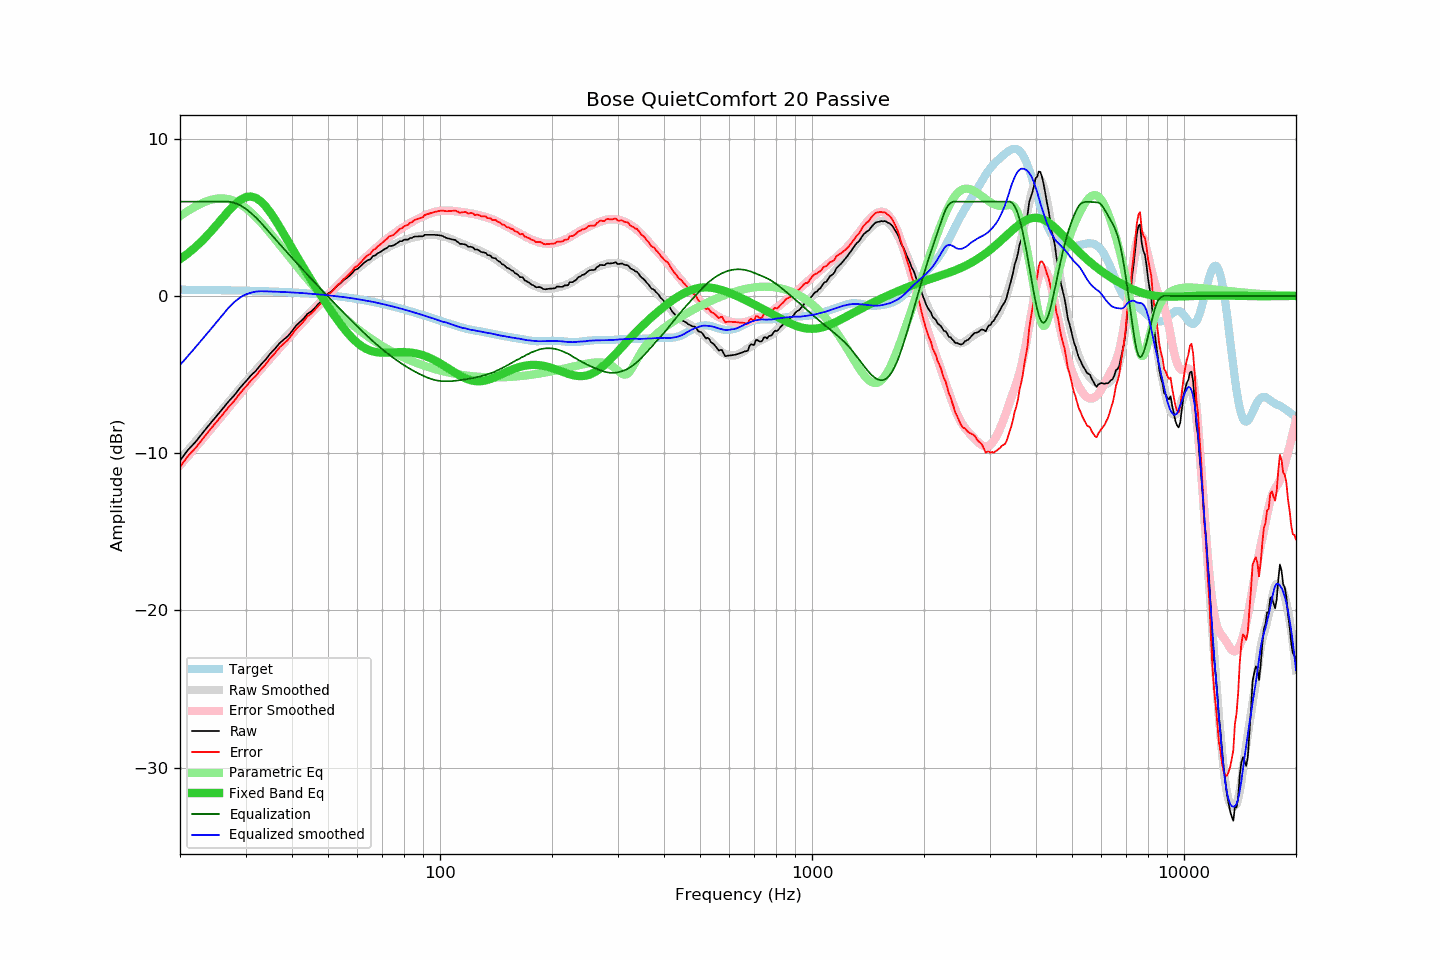 Bose QuietComfort 20 Passive
10
0
−10
−20
−30
Amplitude (dBr)
Target
Raw Smoothed
Error Smoothed
Raw
Error
Parametric Eq
Fixed Band Eq
Equalization
Equalized smoothed
100
1000
10000
Frequency (Hz)